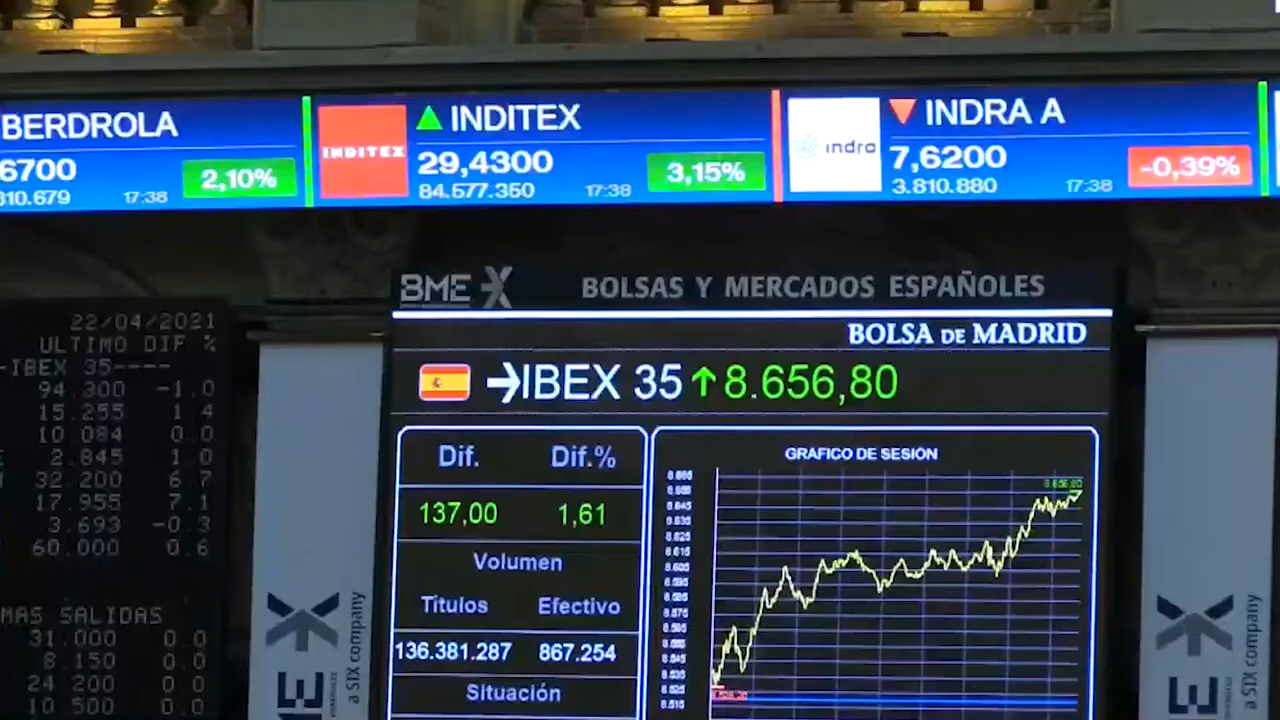 BERDROLA
6700
310.679 17:38
2,10%
INDITEX
INDITEX
29,4300
84.577.350 17:38
3,15%
indra
INDRA A
7,6200
3.810.880 17:38
-0,39%
BME X BOLSAS Y MERCADOS ESPAÑOLES
BOLSA DE MADRID
IBEX 35 8.656,80
Dif. Dif.%
137,00 1,61
Volumen
Títulos Efectivo
136.381.287 867.254
Situación
GRÁFICO DE SESIÓN
8.656,80
22/04/2021
ULTIMO DIF %
-IBEX 35----
94.300 -1.0
15.255 1.4
10.084 0.0
2.845 1.0
32.200 6.7
17.955 7.1
3.693 -0.3
60.000 0.6
MAS SALIDAS
31.000 0.0
8.150 0.0
24.200 0.0
10.500 0.0
a SIX company
a SIX company